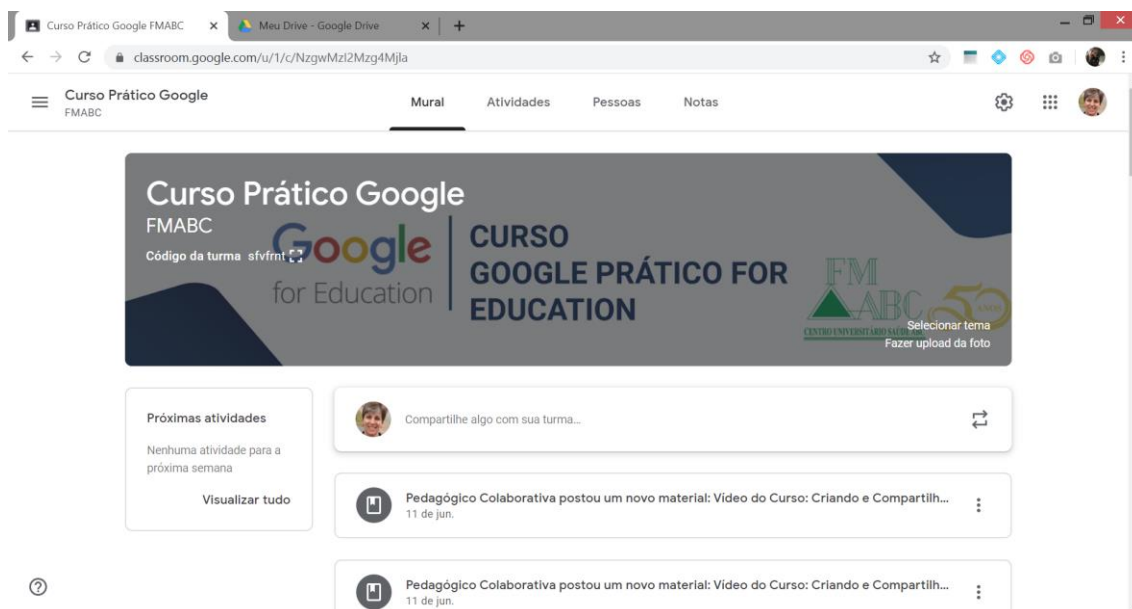 Curso Prático Google FMABC
Meu Drive - Google Drive
classroom.google.com/u/1/c/NzgwMzI2Mzg4Mjla
Curso Prático Google
FMABC
Mural
Atividades
Pessoas
Notas
Curso Prático Google
FMABC
Código da turma sfvfrnt
Google
for Education
CURSO
GOOGLE PRÁTICO FOR
EDUCATION
FM
ABC
50
ANOS
CENTRO UNIVERSITÁRIO SAÚDE ABC
Selecionar tema
Fazer upload da foto
Próximas atividades
Nenhuma atividade para a
próxima semana
Visualizar tudo
Compartilhe algo com sua turma...
Pedagógico Colaborativa postou um novo material: Vídeo do Curso: Criando e Compartilh...
11 de jun.
Pedagógico Colaborativa postou um novo material: Vídeo do Curso: Criando e Compartilh...
11 de jun.